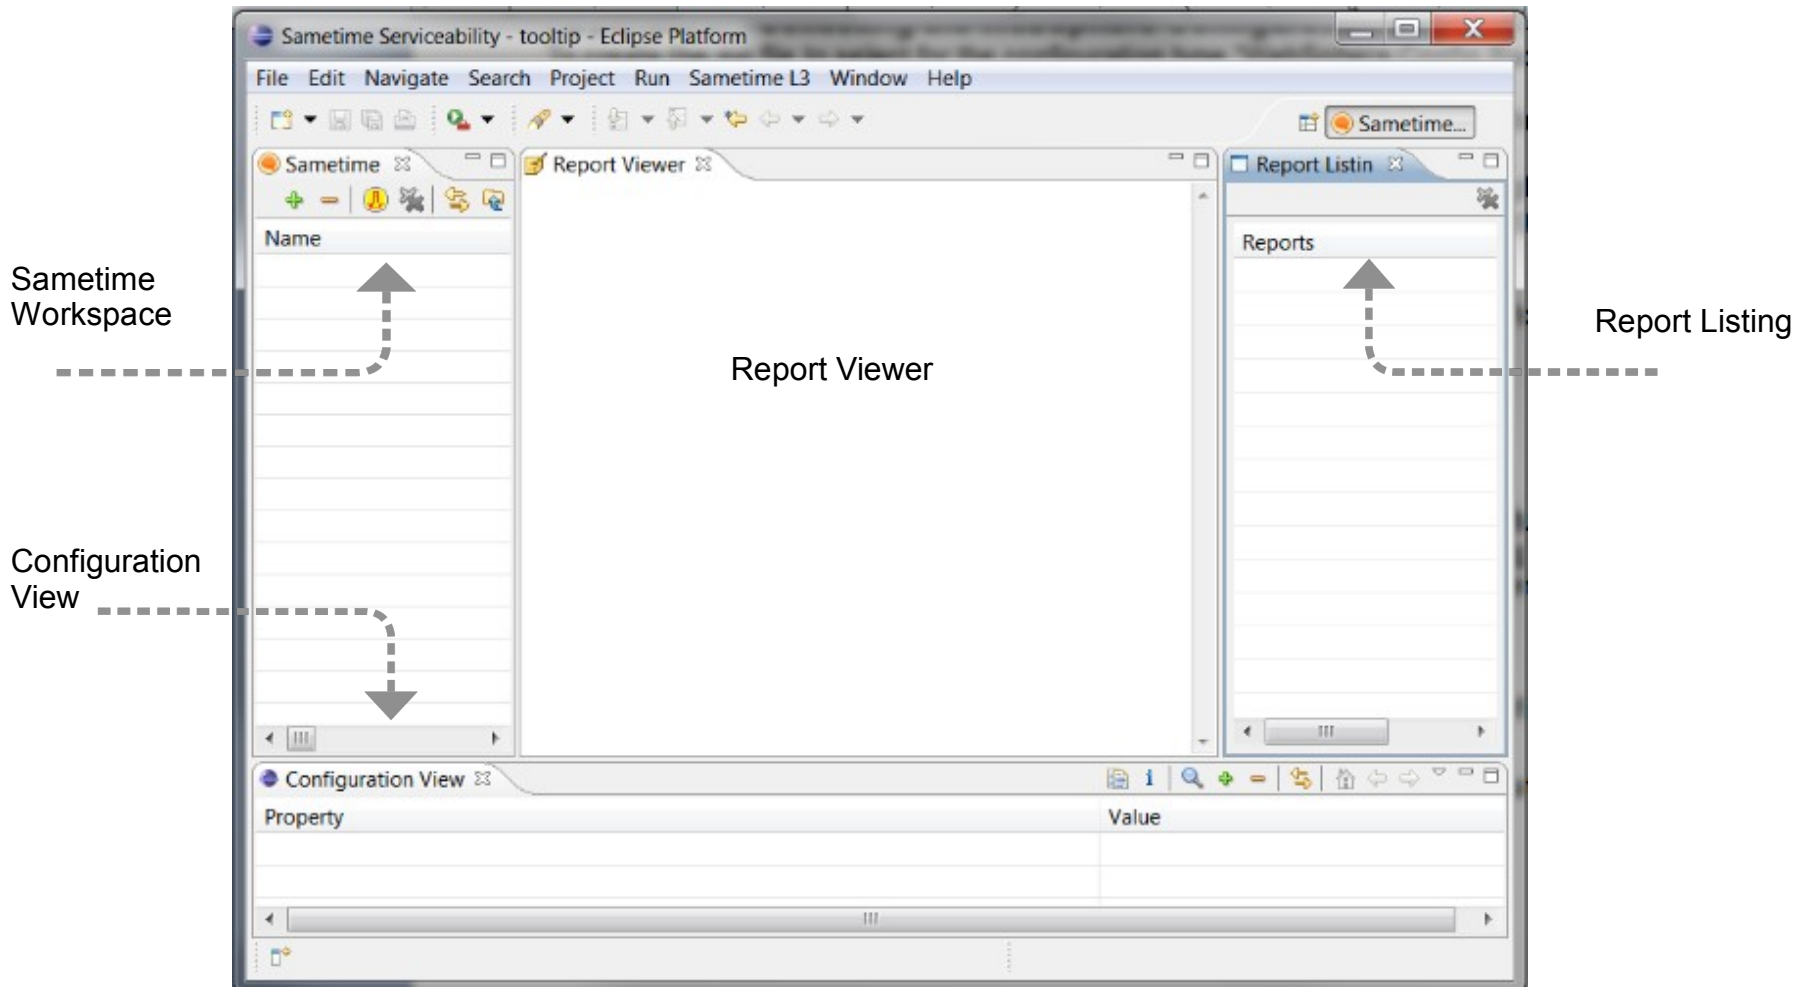 Sametime Serviceability - tooltip - Eclipse Platform
File Edit Navigate Search Project Run Sametime L3 Window Help
Sametime...
Sametime
Report Viewer
Report Listin
Name
Reports
Sametime
Workspace
Report Viewer
Report Listing
Configuration
View
Configuration View
Property
Value